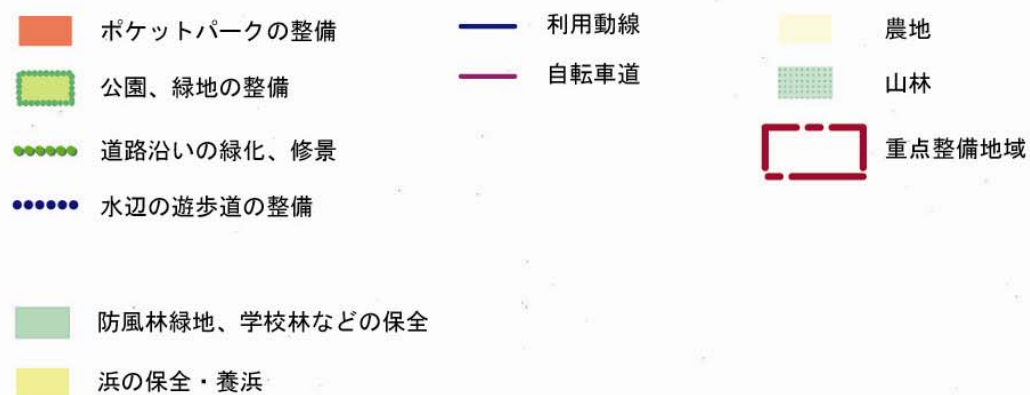 ポケットパークの整備
公園、緑地の整備
道路沿いの緑化、修景
水辺の遊歩道の整備
防風林緑地、学校林などの保全
浜の保全・養浜
利用動線
自転車道
農地
山林
重点整備地域